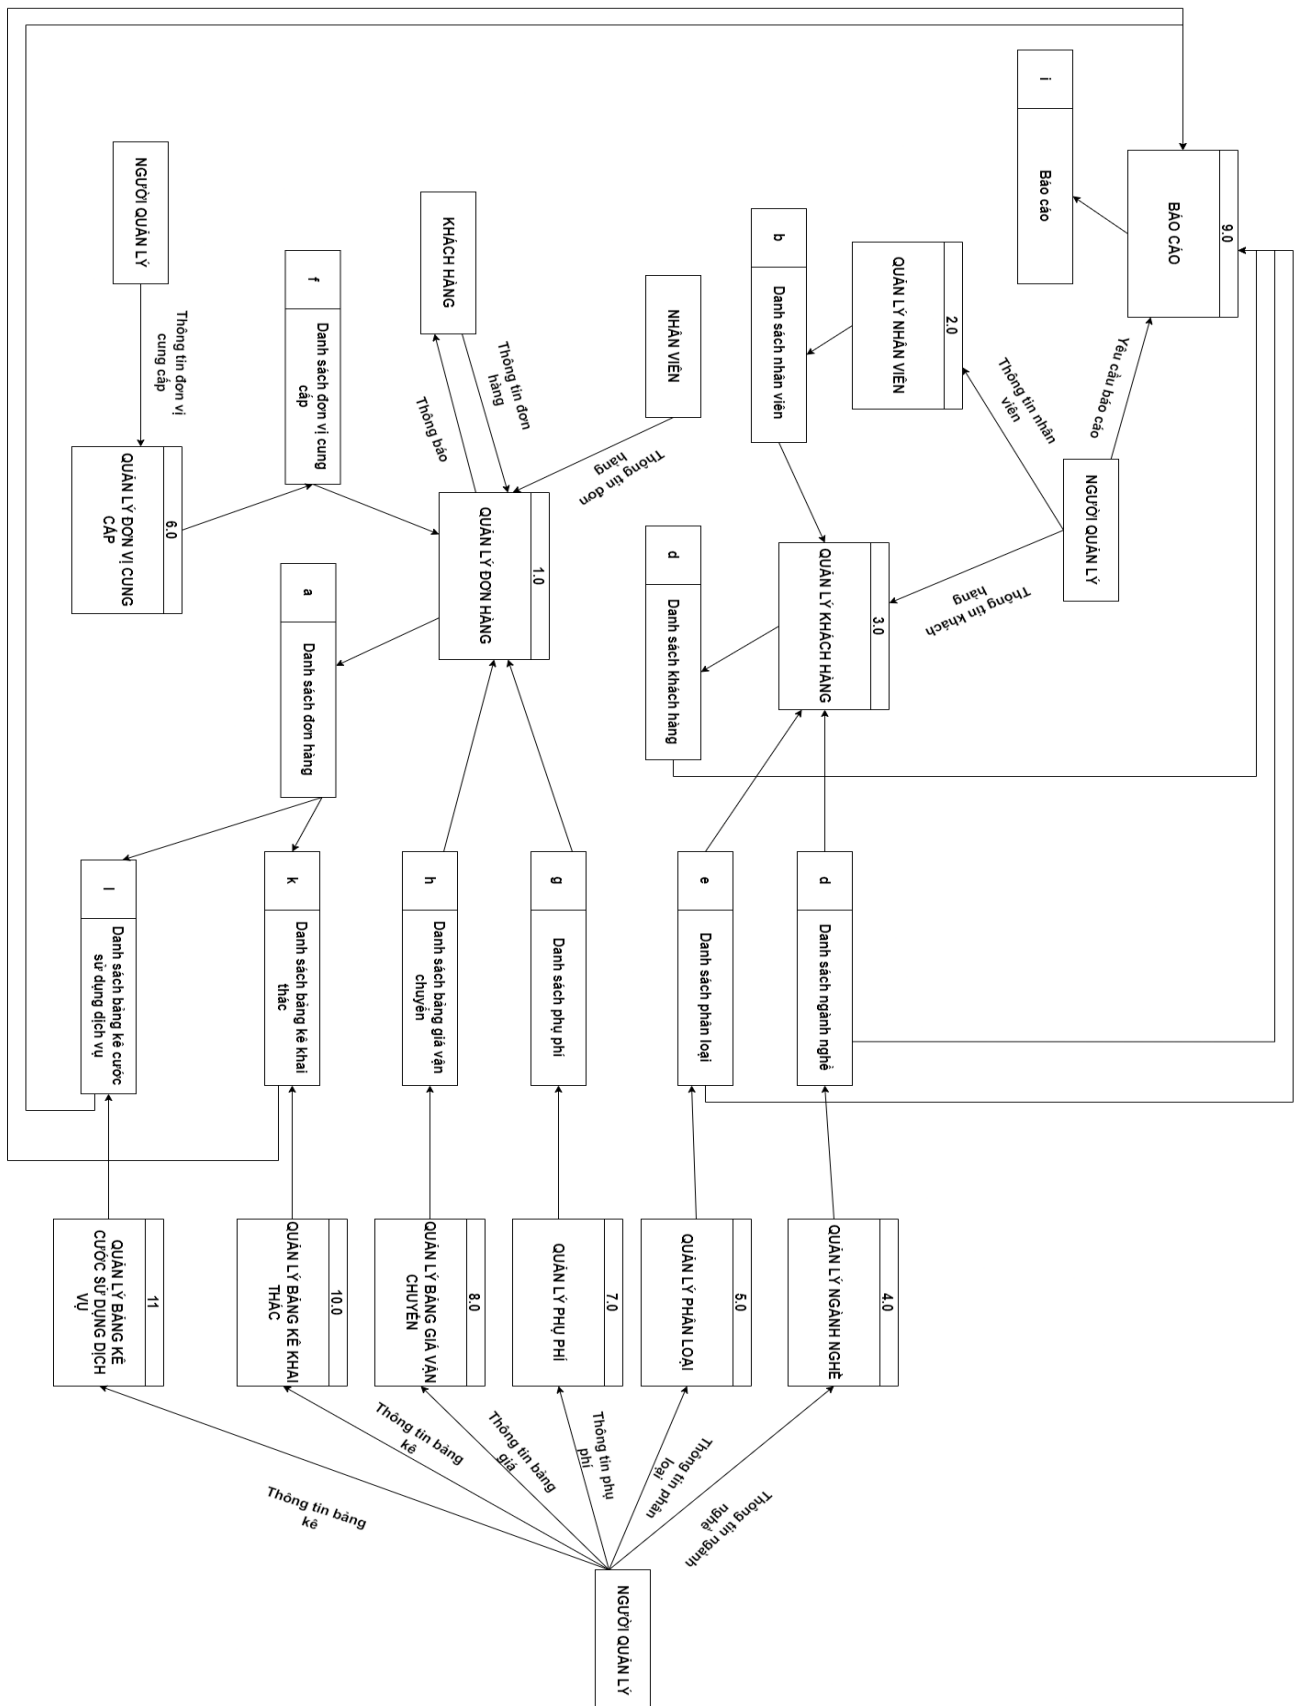 i
Báo cáo
9.0
BÁO CÁO
NGƯỜI QUẢN LÝ
Thông tin đơn vị
cung cấp
f
Danh sách đơn vị cung
cấp
KHÁCH HÀNG
Thông tin đơn
hàng
Thông báo
NHÂN VIÊN
Thông tin đơn
hàng
b
Danh sách nhân viên
2.0
QUẢN LÝ NHÂN VIÊN
Thông tin nhân
viên
Yêu cầu báo cáo
NGƯỜI QUẢN LÝ
Thông tin khách
hàng
6.0
QUẢN LÝ ĐƠN VỊ CUNG
CẤP
a
Danh sách đơn hàng
1.0
QUẢN LÝ ĐƠN HÀNG
d
Danh sách khách hàng
3.0
QUẢN LÝ KHÁCH HÀNG
l
Danh sách bảng kê cước
sử dụng dịch vụ
k
Danh sách bảng kê khai
thác
h
Danh sách bảng giá vận
chuyển
g
Danh sách phụ phí
e
Danh sách phân loại
d
Danh sách ngành nghề
11
QUẢN LÝ BẢNG KÊ
CƯỚC SỬ DỤNG DỊCH
VỤ
10.0
QUẢN LÝ BẢNG KÊ KHAI
THÁC
8.0
QUẢN LÝ BẢNG GIÁ VẬN
CHUYỂN
7.0
QUẢN LÝ PHỤ PHÍ
5.0
QUẢN LÝ PHÂN LOẠI
4.0
QUẢN LÝ NGÀNH NGHỀ
Thông tin bảng
kê
Thông tin bảng
kê
Thông tin bảng
giá
Thông tin phụ
phí
Thông tin phân
loại
Thông tin ngành
nghề
NGƯỜI QUẢN LÝ